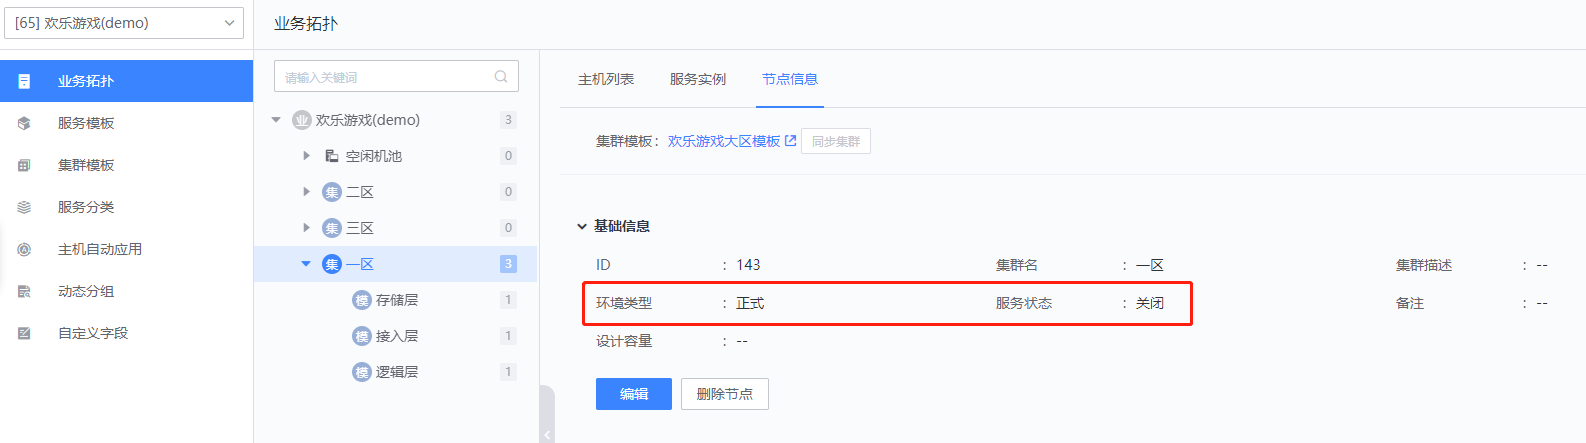 [65] 欢乐游戏(demo)
业务拓扑
服务模板
集群模板
服务分类
主机自动应用
动态分组
自定义字段
业务拓扑
请输入关键词
业 欢乐游戏(demo) 3
空闲机池 0
集 二区 0
集 三区 0
集 一区 3
模 存储层 1
模 接入层 1
模 逻辑层 1
主机列表 服务实例 节点信息
集群模板： 欢乐游戏大区模板 同步集群
基础信息
ID : 143 集群名 : 一区 集群描述 : --
环境类型 : 正式 服务状态 : 关闭 备注 : --
设计容量 : --
编辑 删除节点